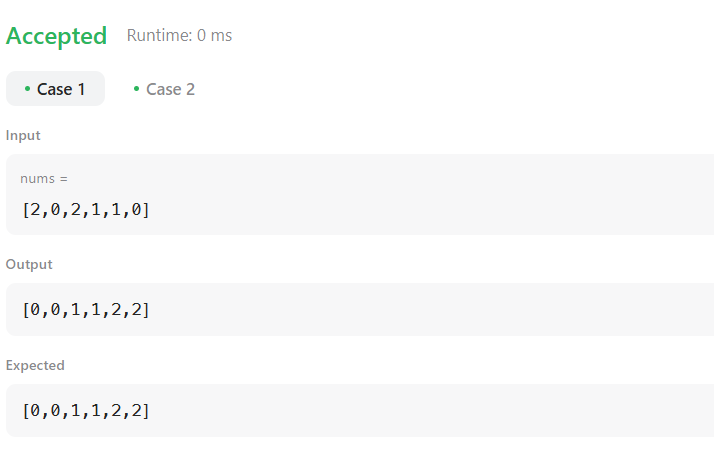 Accepted Runtime: 0 ms
• Case 1 • Case 2
Input
nums =
[2,0,2,1,1,0]
Output
[0,0,1,1,2,2]
Expected
[0,0,1,1,2,2]